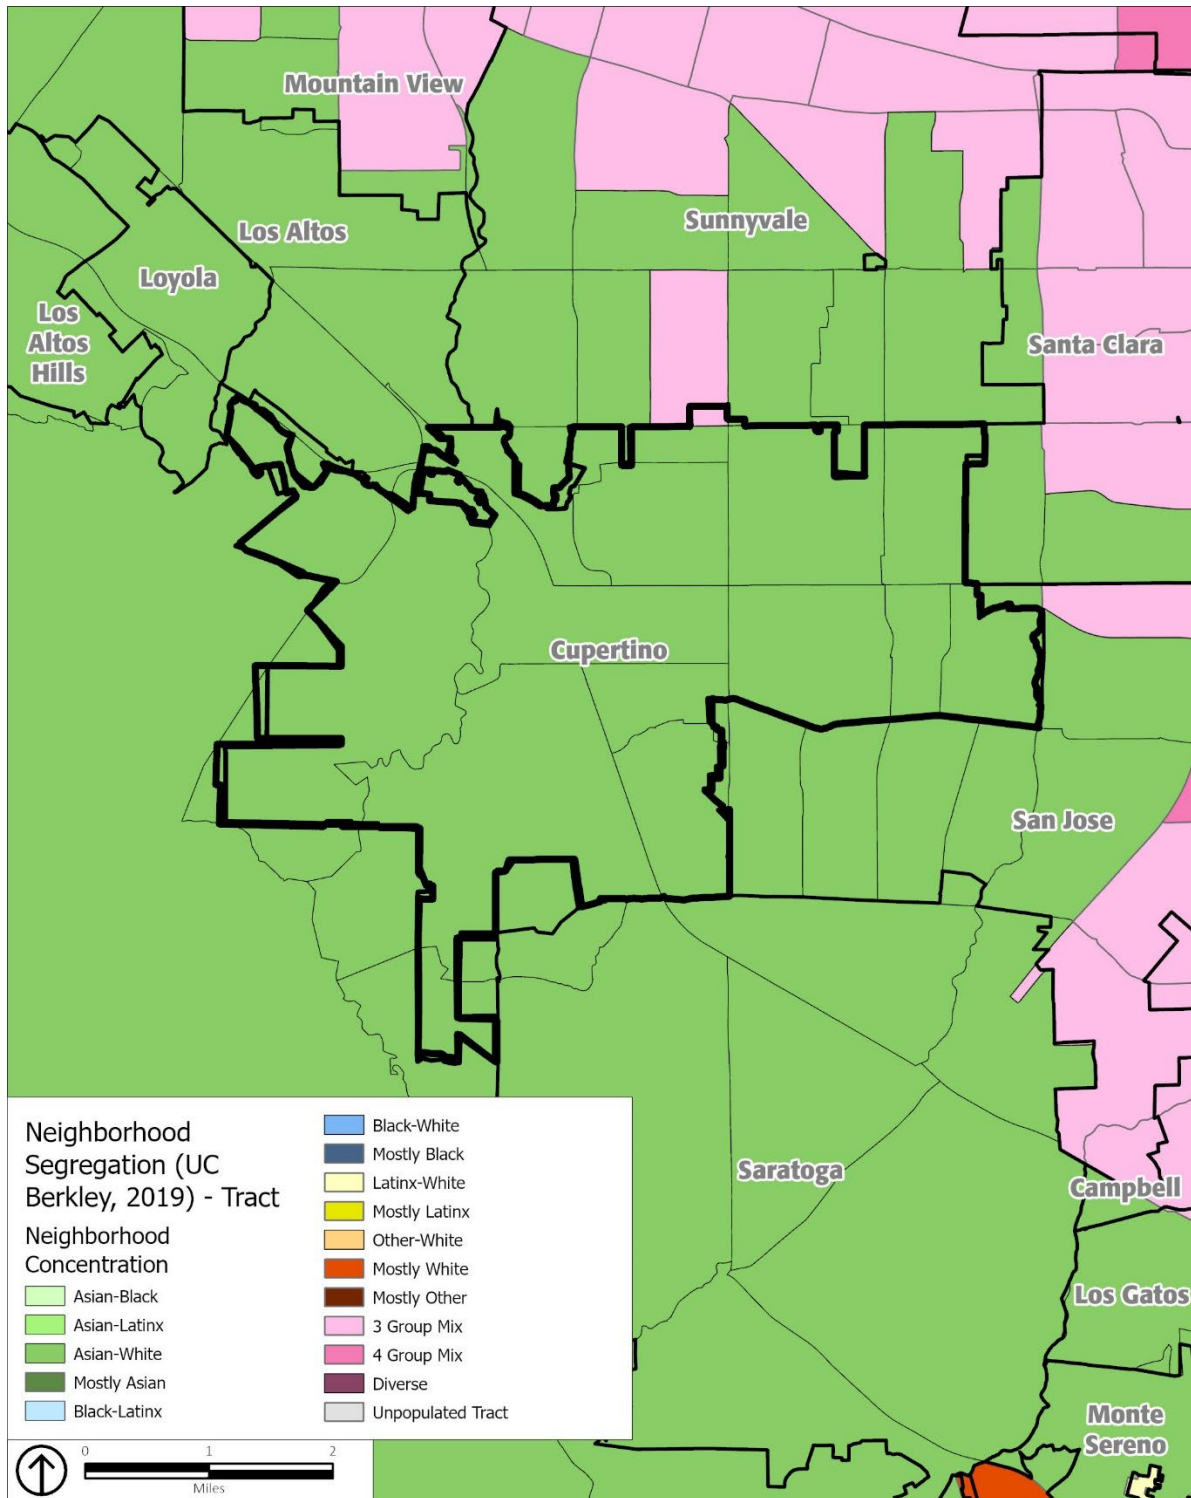 Mountain View
Los Altos
Sunnyvale
Loyola
Los
Altos
Hills
Santa Clara
Cupertino
San Jose
Saratoga
Campbell
Los Gatos
Monte
Sereno
Neighborhood
Segregation (UC
Berkley, 2019) - Tract
Neighborhood
Concentration
Asian-Black
Asian-Latinx
Asian-White
Mostly Asian
Black-Latinx
Black-White
Mostly Black
Latinx-White
Mostly Latinx
Other-White
Mostly White
Mostly Other
3 Group Mix
4 Group Mix
Diverse
Unpopulated Tract
0 1 2
Miles